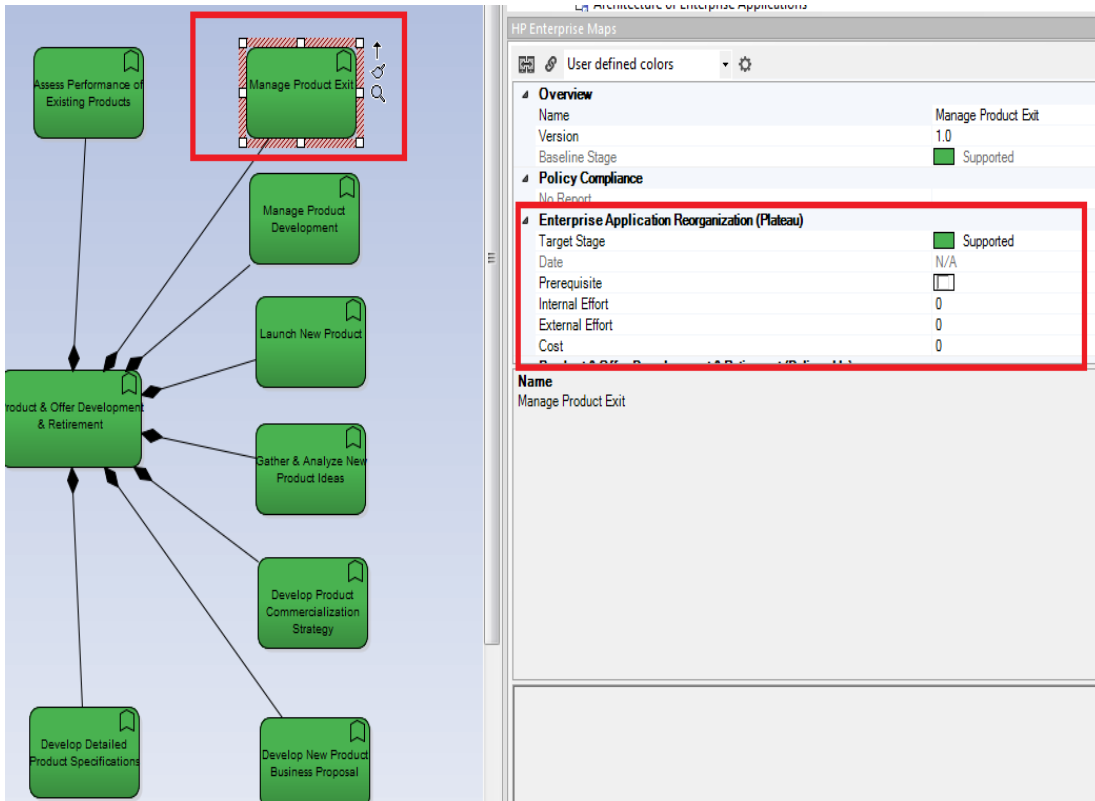 Assess Performance of
Existing Products
Manage Product Exit
Manage Product
Development
Launch New Product
roduct & Offer Development
& Retirement
Gather & Analyze New
Product Ideas
Develop Product
Commercialization
Strategy
Develop Detailed
Product Specifications
Develop New Product
Business Proposal
Architecture of Enterprise Applications
HP Enterprise Maps
User defined colors
Overview
Name Manage Product Exit
Version 1.0
Baseline Stage Supported
Policy Compliance
No Report
Enterprise Application Reorganization (Plateau)
Target Stage Supported
Date N/A
Prerequisite
Internal Effort 0
External Effort 0
Cost 0
Name
Manage Product Exit